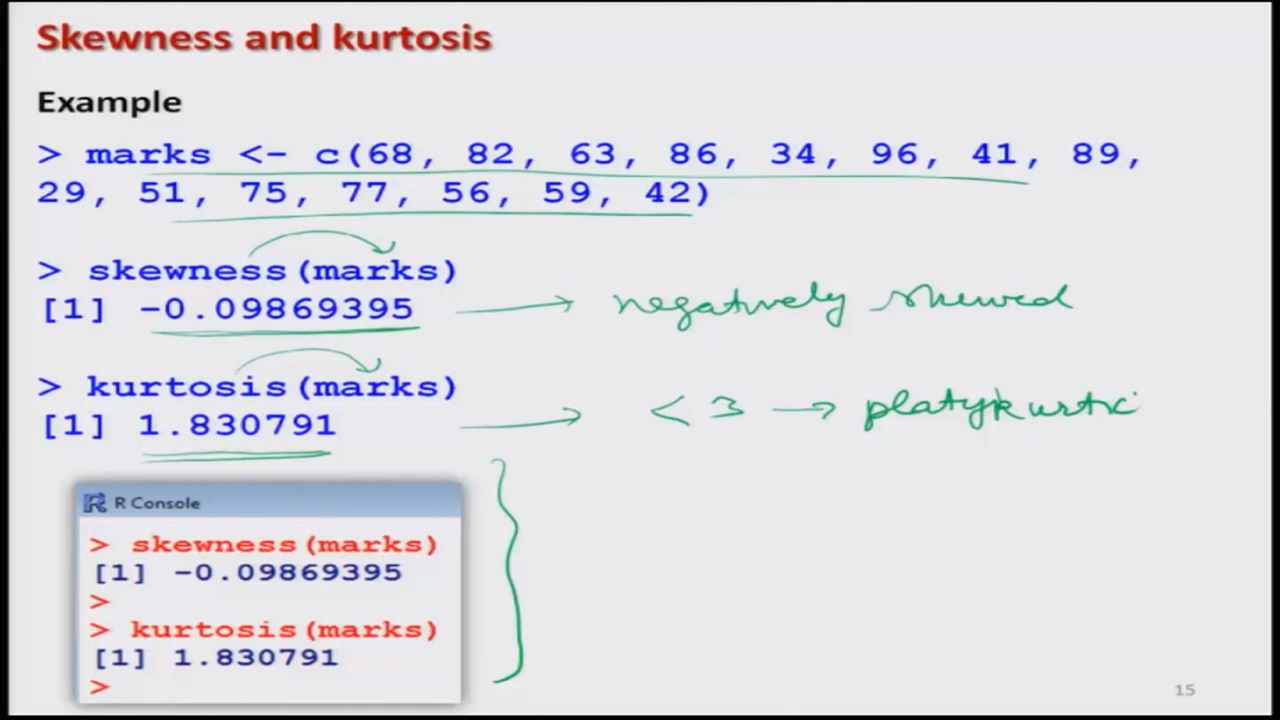 Skewness and kurtosis
Example
> marks <- c(68, 82, 63, 86, 34, 96, 41, 89,
29, 51, 75, 77, 56, 59, 42)
> skewness(marks)
[1] -0.09869395 → negatively skewed
> kurtosis(marks)
[1] 1.830791 → < 3 → platykurtic
R Console
> skewness(marks)
[1] -0.09869395
>
> kurtosis(marks)
[1] 1.830791
>
15